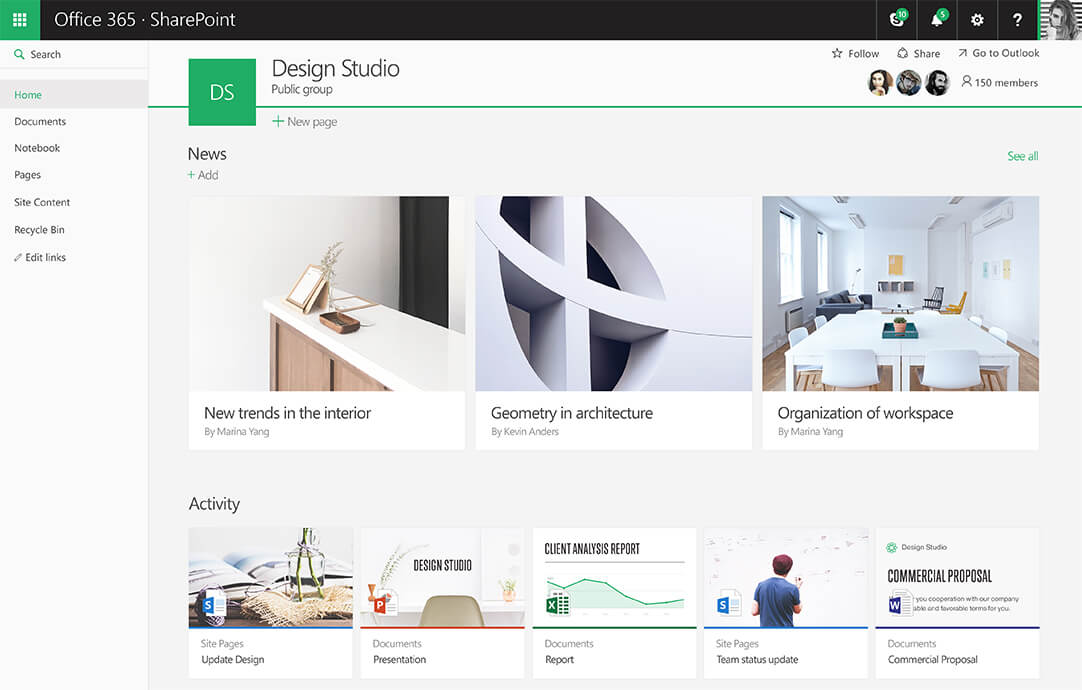 Office 365 · SharePoint
10
5
?
Search
Home
Documents
Notebook
Pages
Site Content
Recycle Bin
Edit links
DS
Design Studio
Public group
+ New page
Follow
Share
Go to Outlook
150 members
News
+ Add
See all
New trends in the interior
By Marina Yang
Geometry in architecture
By Kevin Anders
Organization of workspace
By Marina Yang
Activity
S
Site Pages
Update Design
DESIGN STUDIO
P
Documents
Presentation
CLIENT ANALYSIS REPORT
X
Documents
Report
S
Site Pages
Team status update
Design Studio
COMMERCIAL PROPOSAL
you cooperation with our company
able and favorable terms for you.
W
Documents
Commercial Proposal